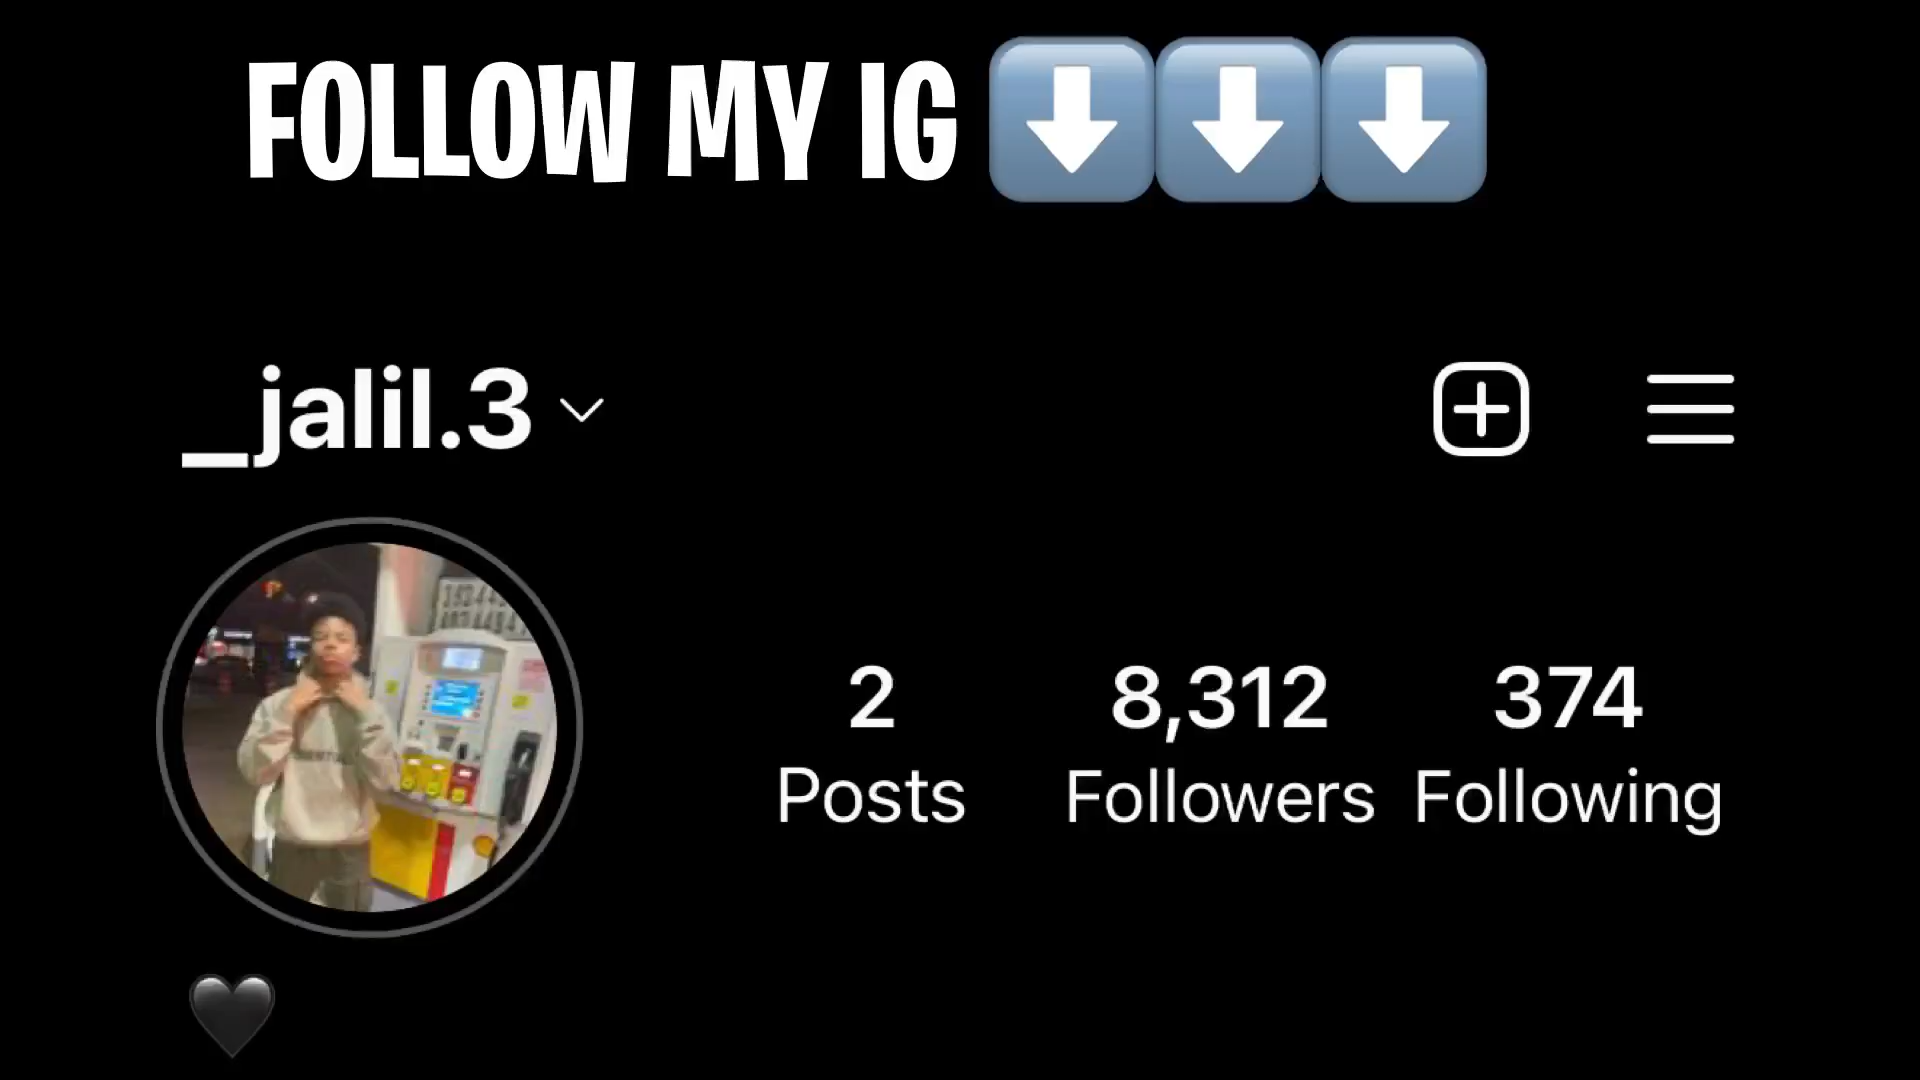 FOLLOW MY IG ⬇️⬇️⬇️
_jalil.3
2 8,312 374
Posts Followers Following
🖤